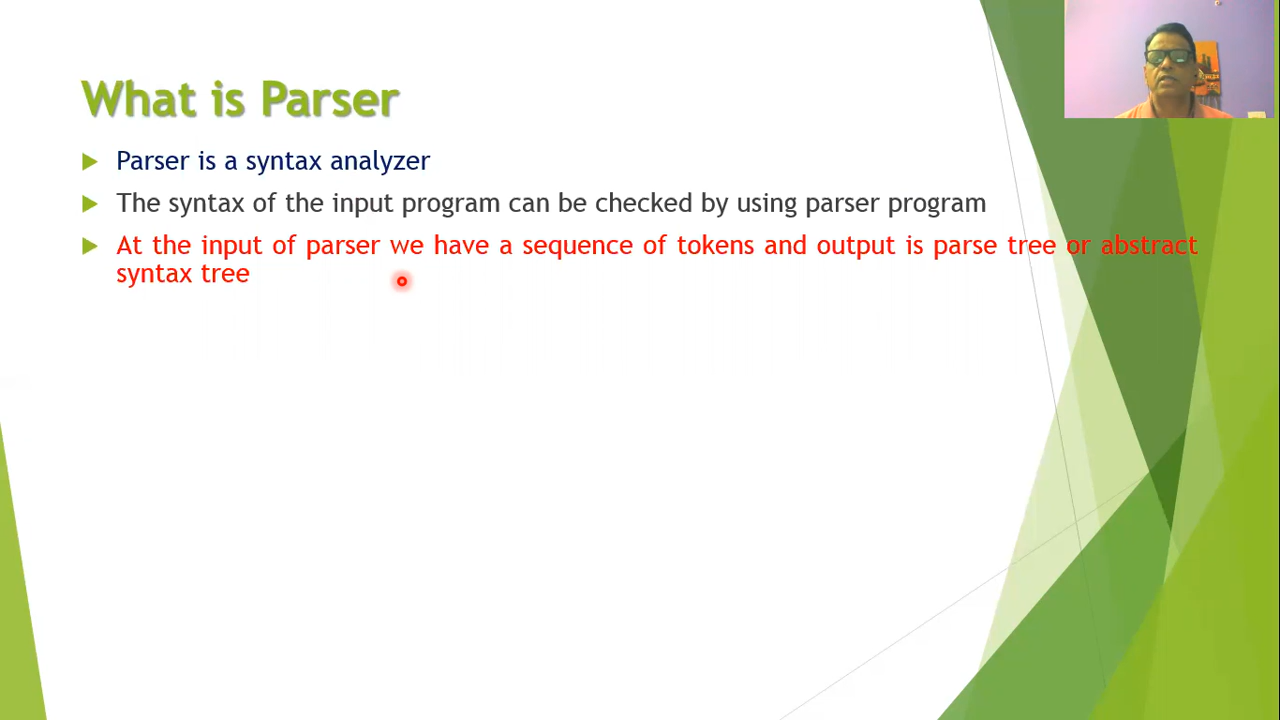 What is Parser
Parser is a syntax analyzer
The syntax of the input program can be checked by using parser program
At the input of parser we have a sequence of tokens and output is parse tree or abstract
syntax tree